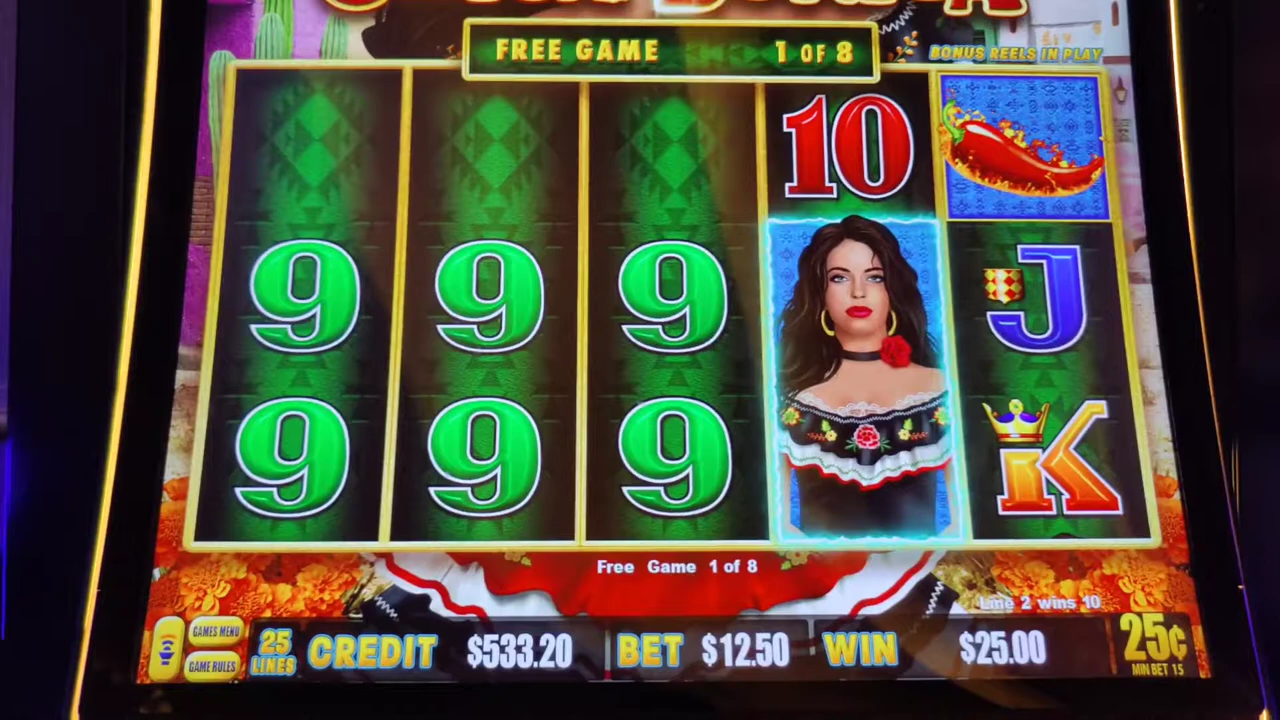 FREE GAME 1 OF 8
BONUS REELS IN PLAY
10
9 9 9 J
9 9 9 K
Free Game 1 of 8
Line 2 wins 10
GAMES MENU
GAME RULES
25 LINES
CREDIT $533.20 BET $12.50 WIN $25.00
25¢
MIN BET 15